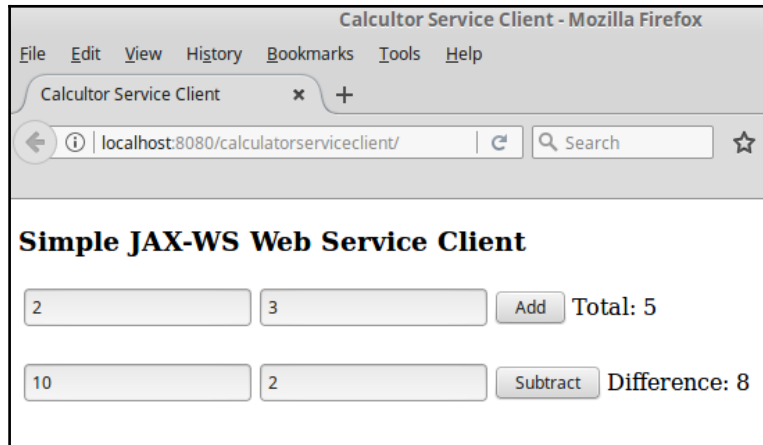 Calcultor Service Client - Mozilla Firefox
File Edit View History Bookmarks Tools Help
Calcultor Service Client × +
localhost:8080/calculatorserviceclient/ Search
Simple JAX-WS Web Service Client
2 3 Add Total: 5
10 2 Subtract Difference: 8